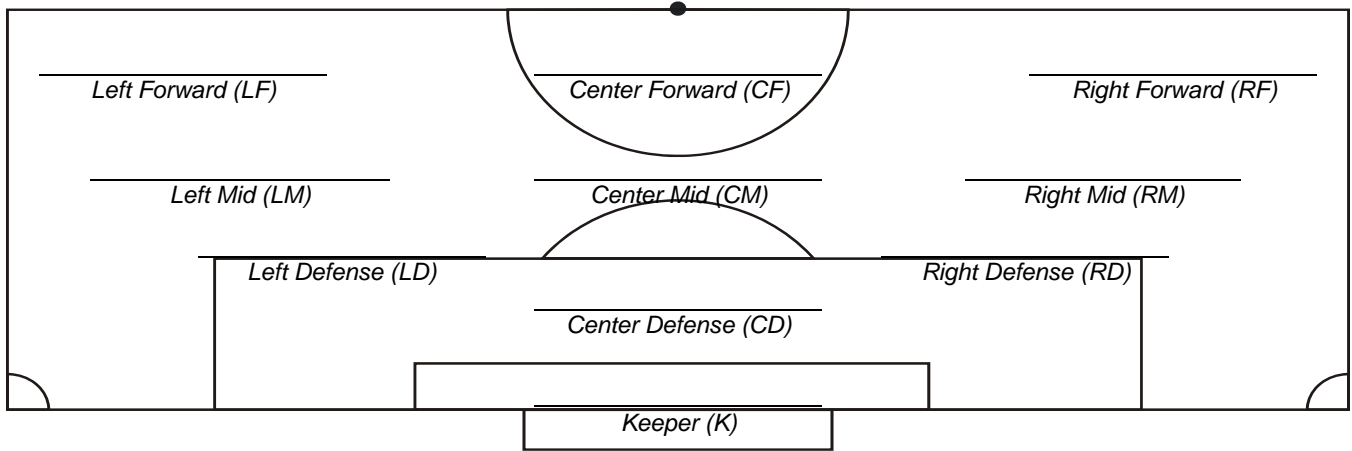 Left Forward (LF)
Center Forward (CF)
Right Forward (RF)
Left Mid (LM)
Center Mid (CM)
Right Mid (RM)
Left Defense (LD)
Right Defense (RD)
Center Defense (CD)
Keeper (K)